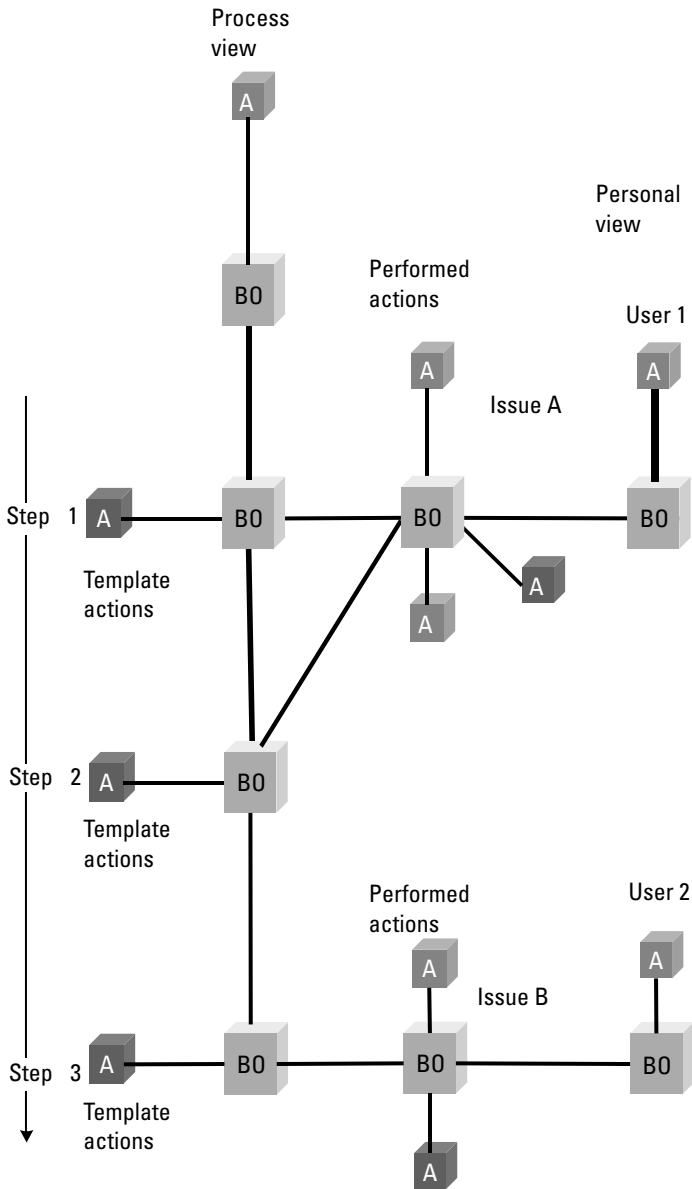 Process
view
A
Personal
view
BO
Performed
actions
User 1
A
A
Issue A
Step 1
A
BO
BO
BO
Template
actions
A
A
Step 2
A
BO
Template
actions
Performed
actions
User 2
A
A
Issue B
Step 3
A
BO
BO
BO
Template
actions
A